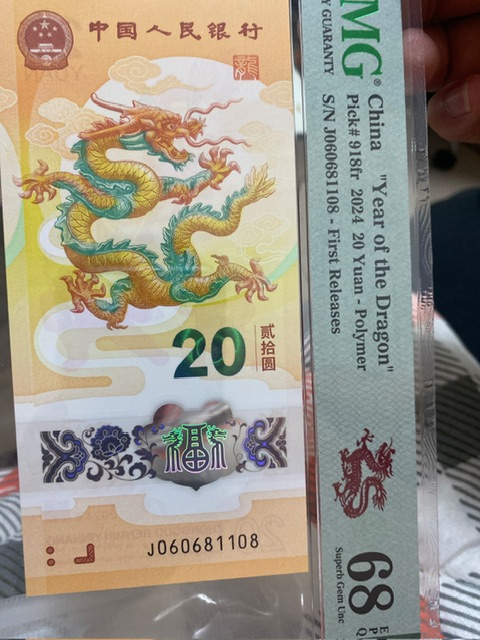 中国人民银行
龍
20
贰拾圆
福
J060681108
MG®
Y GUARANTY
China "Year of the Dragon"
Pick# 918fr 2024 20 Yuan - Polymer
S/N J060681108 - First Releases
68
Superb Gem Unc
E
P
Q